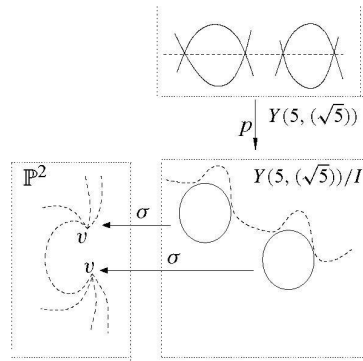 p
Y(5, (√5))
ℙ²
Y(5, (√5))/I
σ
v
v
σ